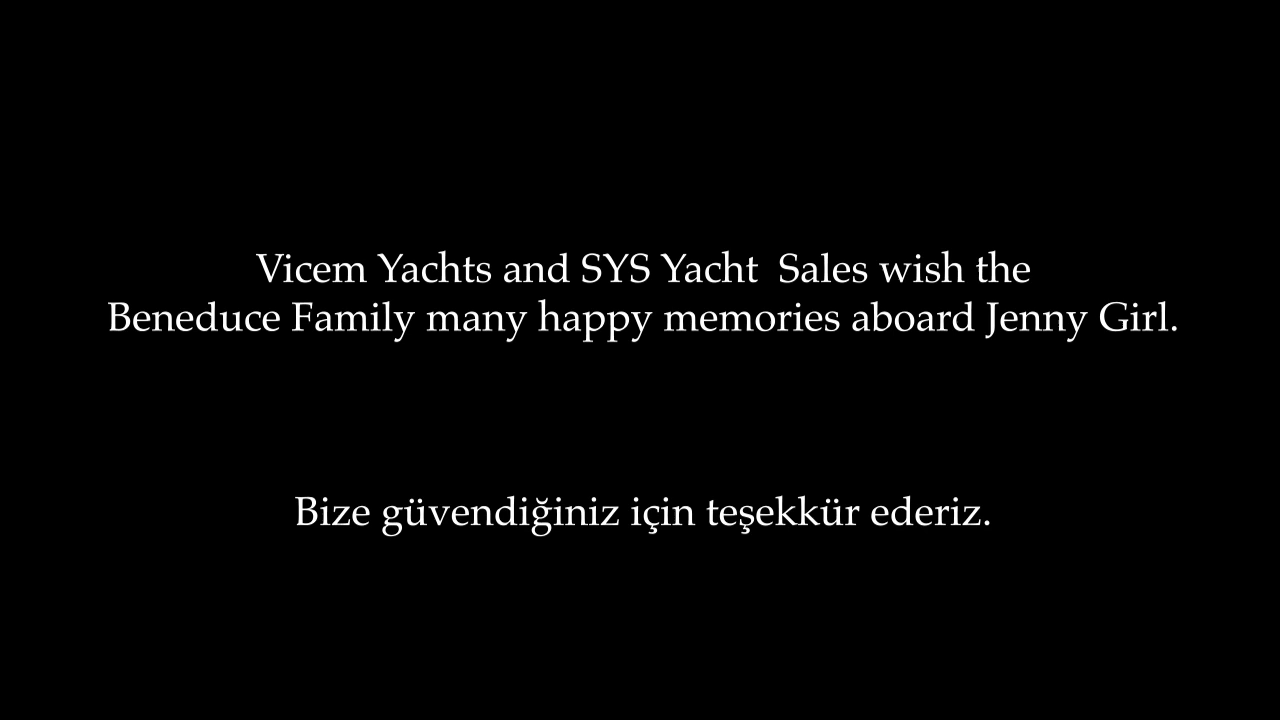 Vicem Yachts and SYS Yacht  Sales wish the
Beneduce Family many happy memories aboard Jenny Girl.
Bize güvendiğiniz için teşekkür ederiz.